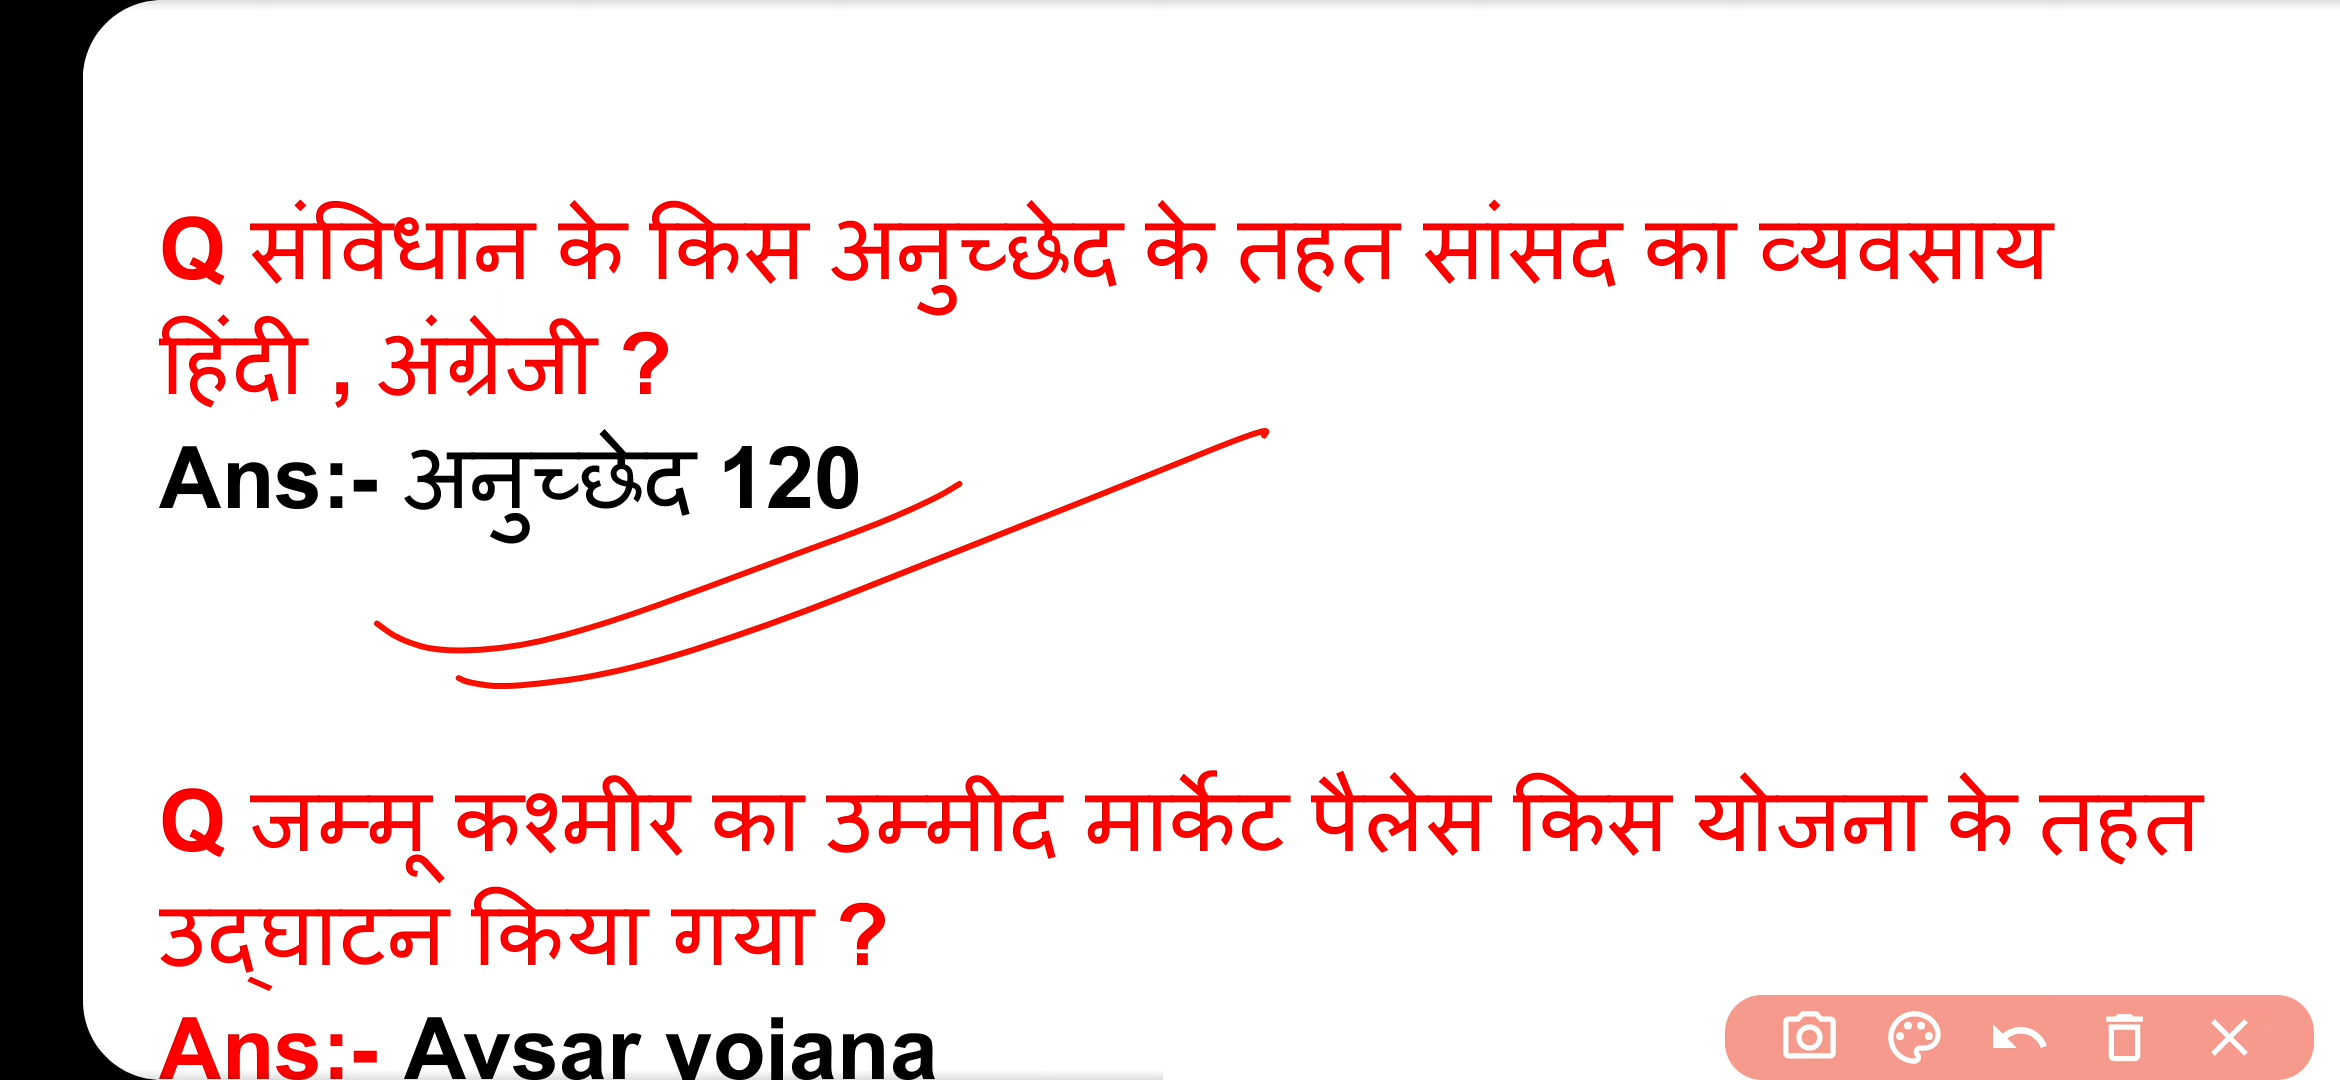 Q संविधान के किस अनुच्छेद के तहत सांसद का व्यवसाय
हिंदी , अंग्रेजी ?
Ans:- अनुच्छेद 120
Q जम्मू कश्मीर का उम्मीद मार्केट पैलेस किस योजना के तहत
उद्घाटन किया गया ?
Ans:- Avsar yojana